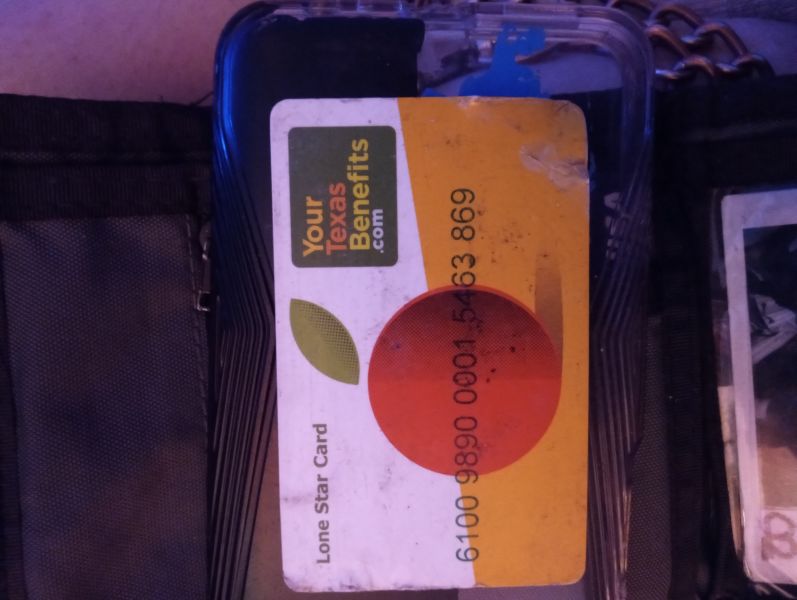 Lone Star Card
Your
Texas
Benefits
.com
6100 9890 0001 5463 869